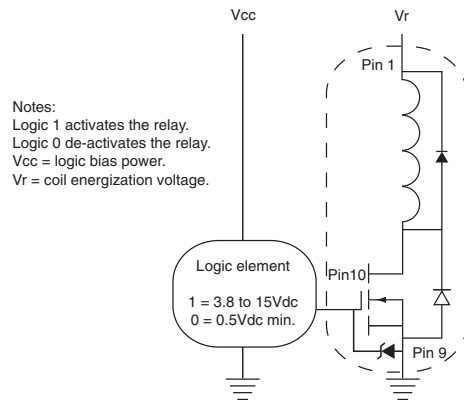 Vcc
Vr
Pin 1
Notes:
Logic 1 activates the relay.
Logic 0 de-activates the relay.
Vcc = logic bias power.
Vr = coil energization voltage.
Logic element
1 = 3.8 to 15Vdc
0 = 0.5Vdc min.
Pin10
Pin 9